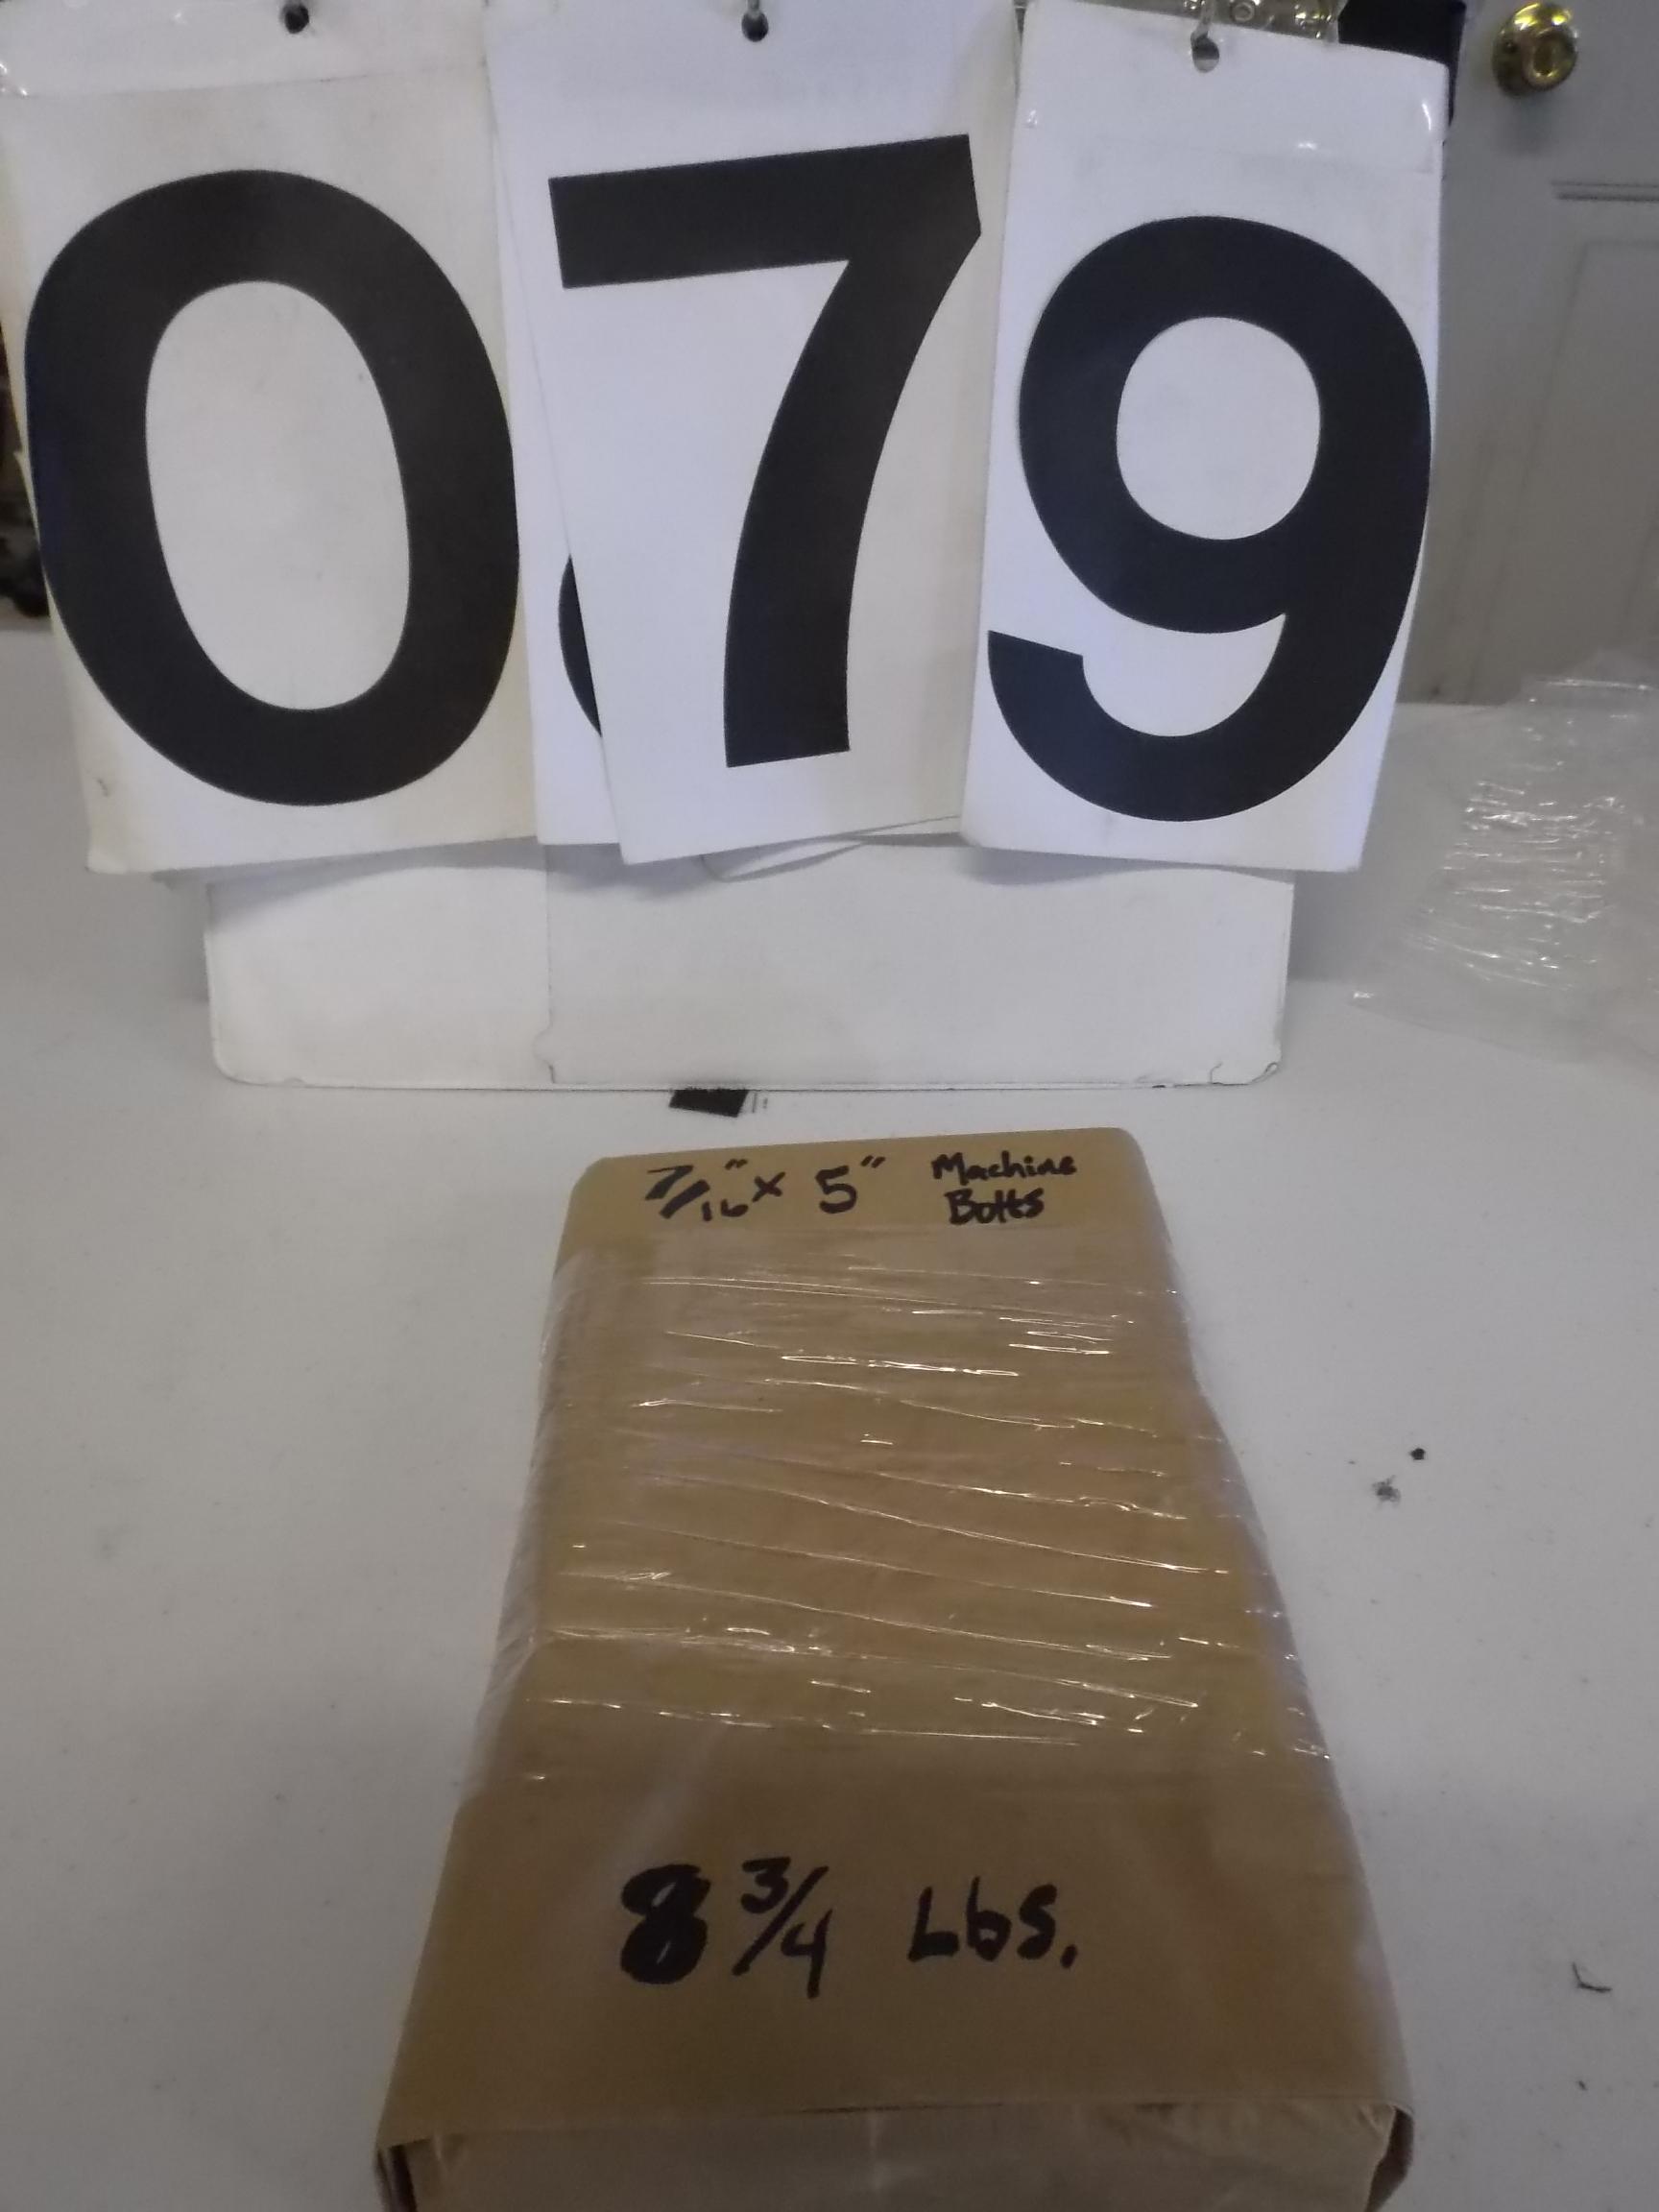 079
7/16" x 5" Machine
Bolts
8 3/4 Lbs.